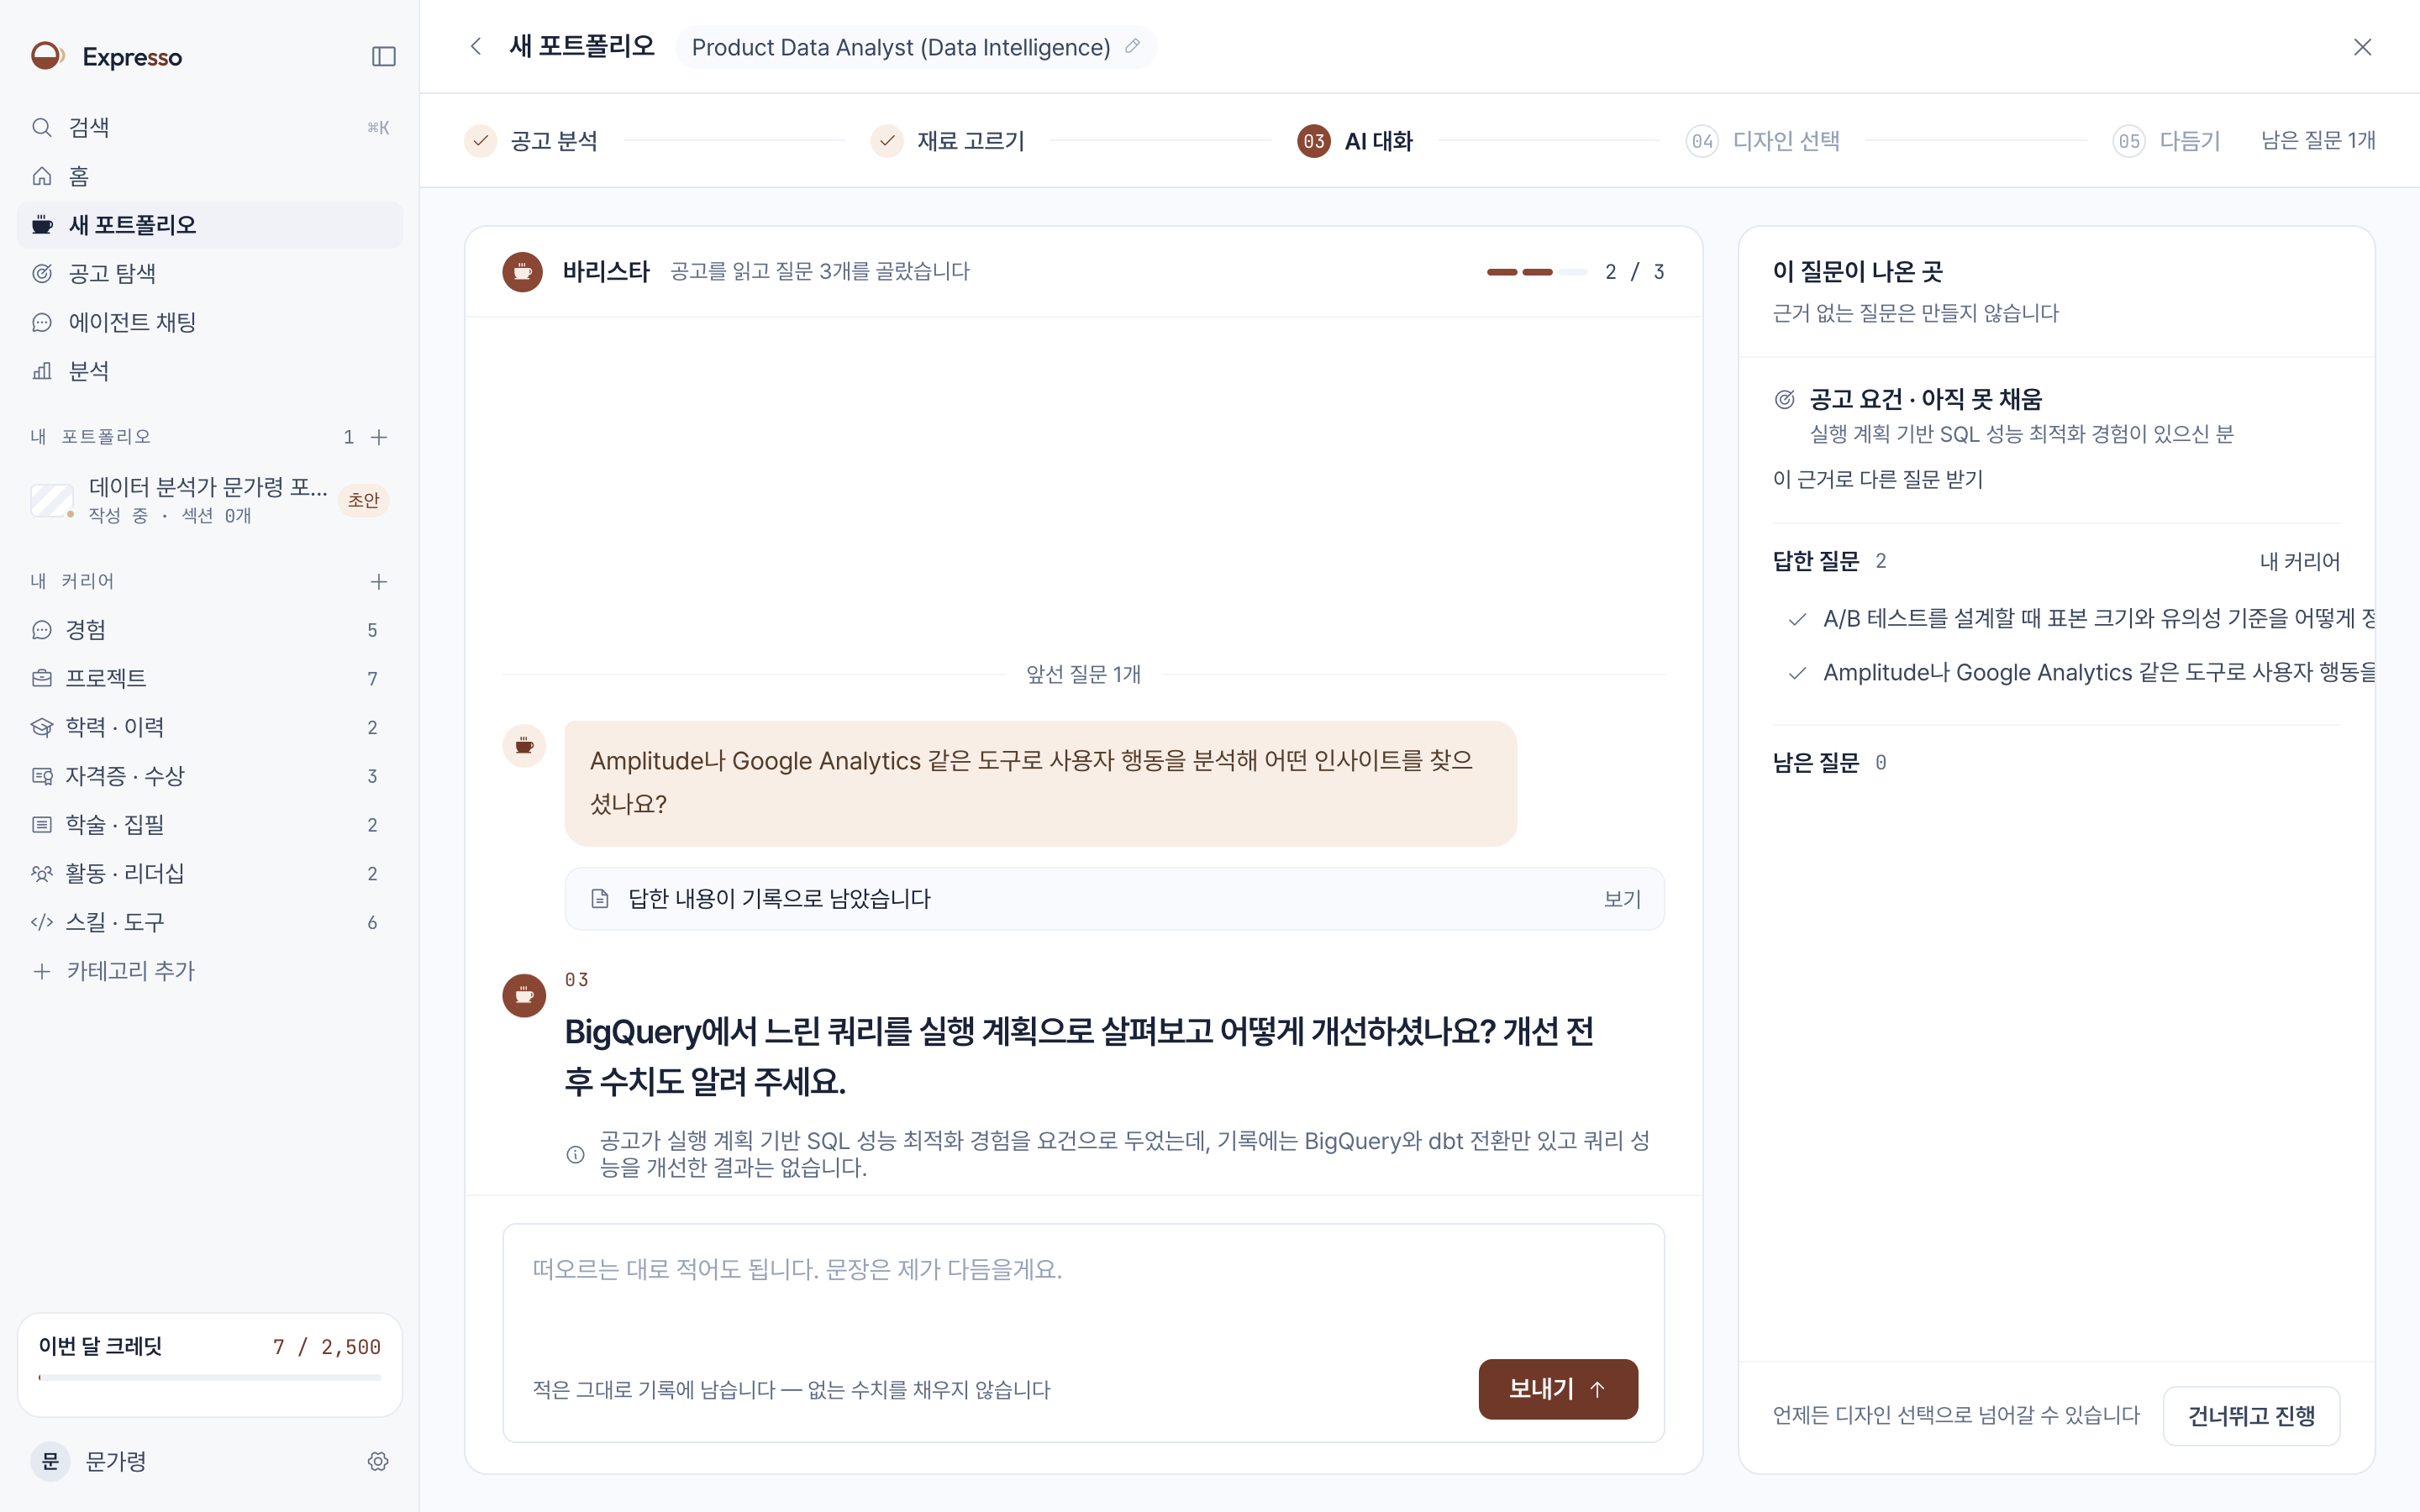 Expresso
검색 ⌘K
홈
새 포트폴리오
공고 탐색
에이전트 채팅
분석
내 포트폴리오 1
데이터 분석가 문가령 포... 초안
작성 중 · 섹션 0개
내 커리어
경험 5
프로젝트 7
학력 · 이력 2
자격증 · 수상 3
학술 · 집필 2
활동 · 리더십 2
스킬 · 도구 6
카테고리 추가
이번 달 크레딧 7 / 2,500
문 문가령
새 포트폴리오 Product Data Analyst (Data Intelligence)
공고 분석 재료 고르기 03 AI 대화 04 디자인 선택 05 다듬기 남은 질문 1개
바리스타 공고를 읽고 질문 3개를 골랐습니다 2 / 3
앞선 질문 1개
Amplitude나 Google Analytics 같은 도구로 사용자 행동을 분석해 어떤 인사이트를 찾으
셨나요?
답한 내용이 기록으로 남았습니다 보기
03
BigQuery에서 느린 쿼리를 실행 계획으로 살펴보고 어떻게 개선하셨나요? 개선 전
후 수치도 알려 주세요.
공고가 실행 계획 기반 SQL 성능 최적화 경험을 요건으로 두었는데, 기록에는 BigQuery와 dbt 전환만 있고 쿼리 성
능을 개선한 결과는 없습니다.
떠오르는 대로 적어도 됩니다. 문장은 제가 다듬을게요.
적은 그대로 기록에 남습니다 — 없는 수치를 채우지 않습니다 보내기
이 질문이 나온 곳
근거 없는 질문은 만들지 않습니다
공고 요건 · 아직 못 채움
실행 계획 기반 SQL 성능 최적화 경험이 있으신 분
이 근거로 다른 질문 받기
답한 질문 2 내 커리어
A/B 테스트를 설계할 때 표본 크기와 유의성 기준을 어떻게
Amplitude나 Google Analytics 같은 도구로 사용자 행동을
남은 질문 0
언제든 디자인 선택으로 넘어갈 수 있습니다 건너뛰고 진행